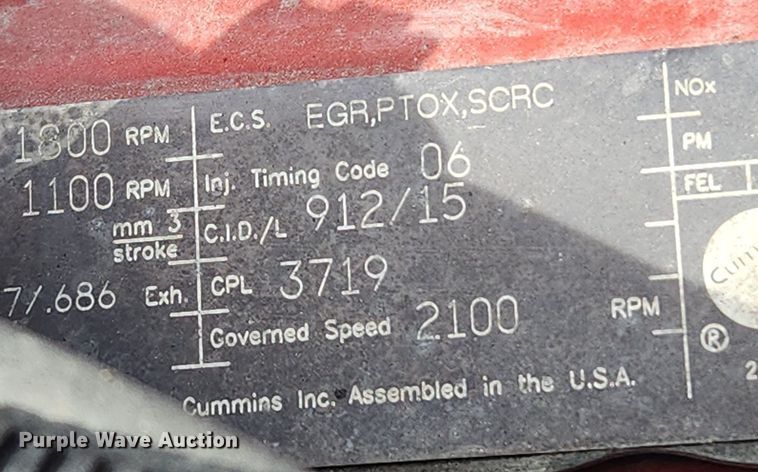 1800 RPM E.C.S. EGR,PTOX,SCRC NOx
1100 RPM Inj. Timing Code 06 PM
mm 3 C.I.D./L 912/15 FEL
stroke
.686 Exh. CPL 3719
Governed Speed 2100 RPM
®
Cummins Inc. Assembled in the U.S.A. 2
Purple Wave Auction